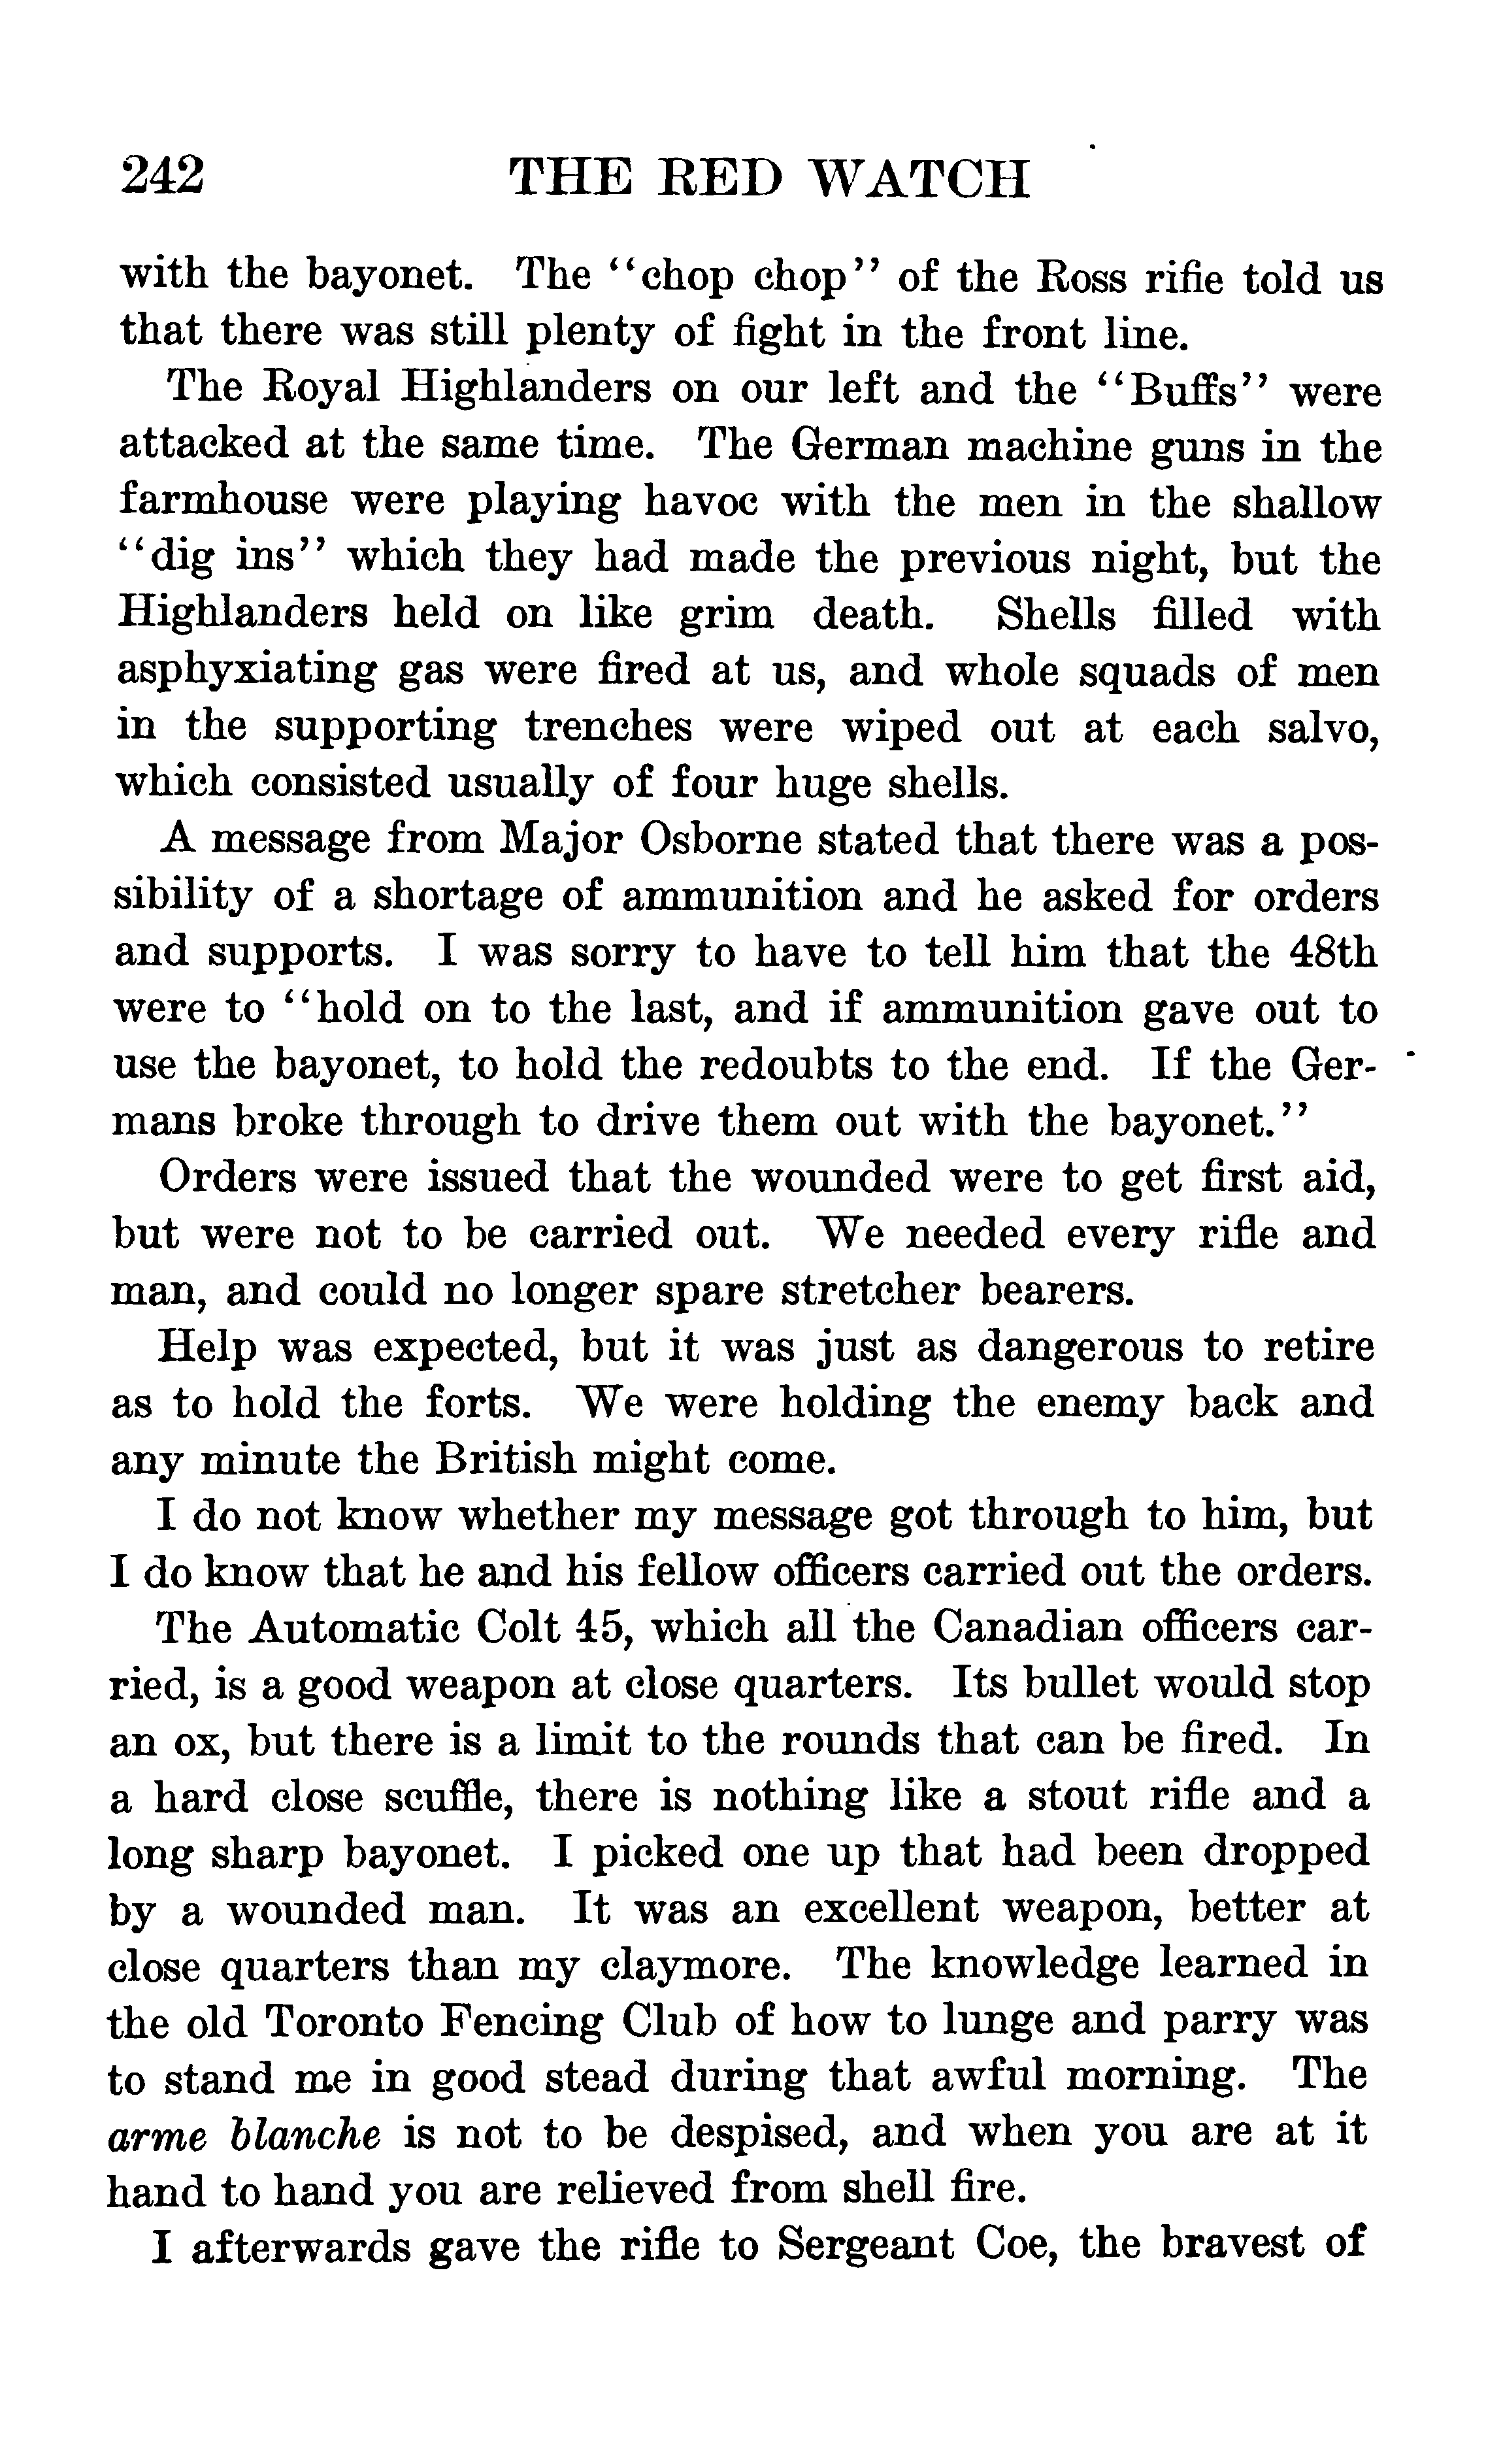 242 THE RED WATCH
with the bayonet. The "chop chop" of the Ross rifie told us
that there was still plenty of fight in the front line.
The Royal Highlanders on our left and the "Buffs" were
attacked at the same time. The German machine guns in the
farmhouse were playing havoc with the men in the shallow
"dig ins" which they had made the previous night, but the
Highlanders held on like grim death. Shells filled with
asphyxiating gas were fired at us, and whole squads of men
in the supporting trenches were wiped out at each salvo,
which consisted usually of four huge shells.
A message from Major Osborne stated that there was a pos-
sibility of a shortage of ammunition and he asked for orders
and supports. I was sorry to have to tell him that the 48th
were to "hold on to the last, and if ammunition gave out to
use the bayonet, to hold the redoubts to the end. If the Ger-
mans broke through to drive them out with the bayonet."
Orders were issued that the wounded were to get first aid,
but were not to be carried out. We needed every rifle and
man, and could no longer spare stretcher bearers.
Help was expected, but it was just as dangerous to retire
as to hold the forts. We were holding the enemy back and
any minute the British might come.
I do not know whether my message got through to him, but
I do know that he and his fellow officers carried out the orders.
The Automatic Colt 45, which all the Canadian officers car-
ried, is a good weapon at close quarters. Its bullet would stop
an ox, but there is a limit to the rounds that can be fired. In
a hard close scuffle, there is nothing like a stout rifle and a
long sharp bayonet. I picked one up that had been dropped
by a wounded man. It was an excellent weapon, better at
close quarters than my claymore. The knowledge learned in
the old Toronto Fencing Club of how to lunge and parry was
to stand me in good stead during that awful morning. The
arme blanche is not to be despised, and when you are at it
hand to hand you are relieved from shell fire.
I afterwards gave the rifle to Sergeant Coe, the bravest of